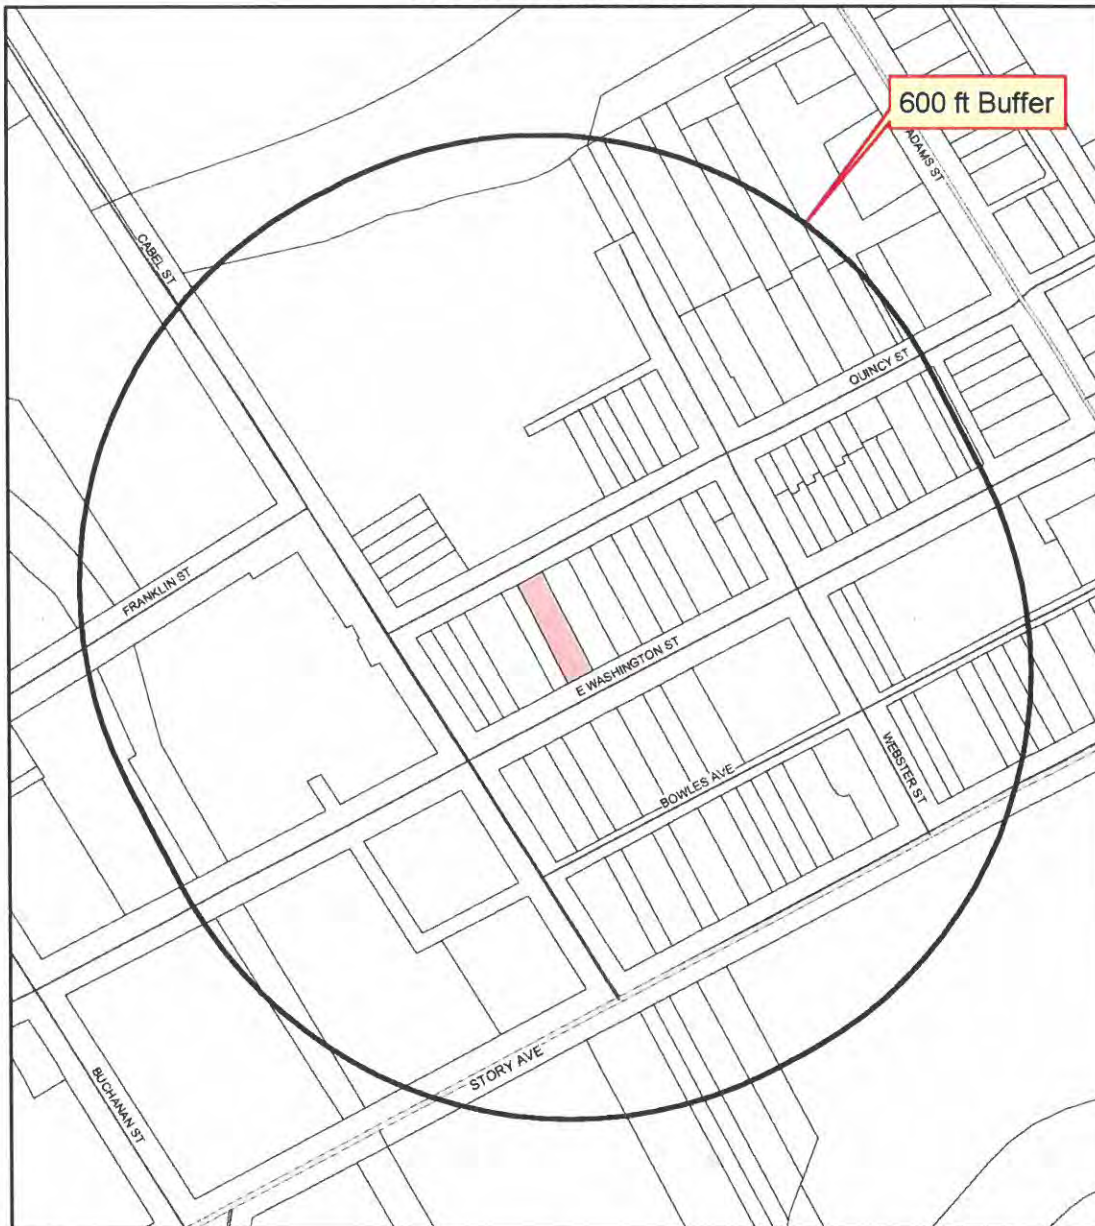 600 ft Buffer
ADAMS ST
CABEL ST
QUINCY ST
FRANKLIN ST
E WASHINGTON ST
BOWLES AVE
WEBSTER ST
STORY AVE
BUCHANAN ST